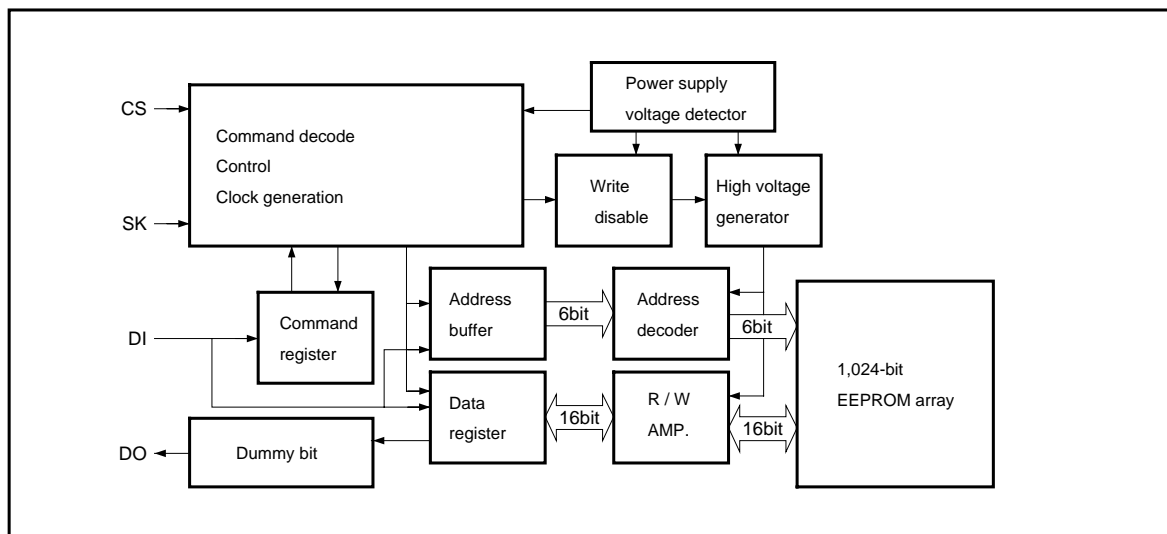 CS
SK
DI
DO
Command decode
Control
Clock generation
Power supply
voltage detector
Write
disable
High voltage
generator
Command
register
Address
buffer
6bit
Address
decoder
6bit
Data
register
16bit
R / W
AMP.
16bit
1,024-bit
EEPROM array
Dummy bit